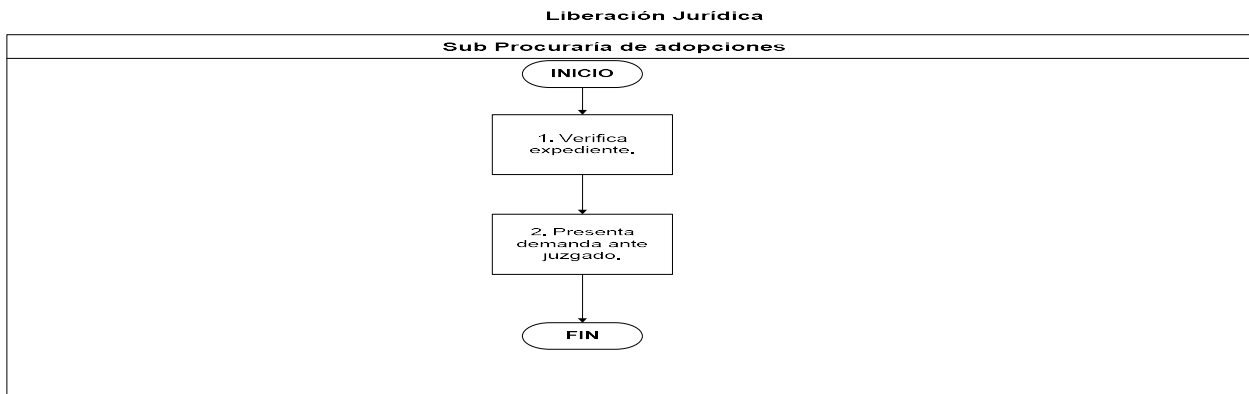 Liberación Jurídica
Sub Procuraría de adopciones
INICIO
1. Verifica
expediente.
2. Presenta
demanda ante
juzgado.
FIN